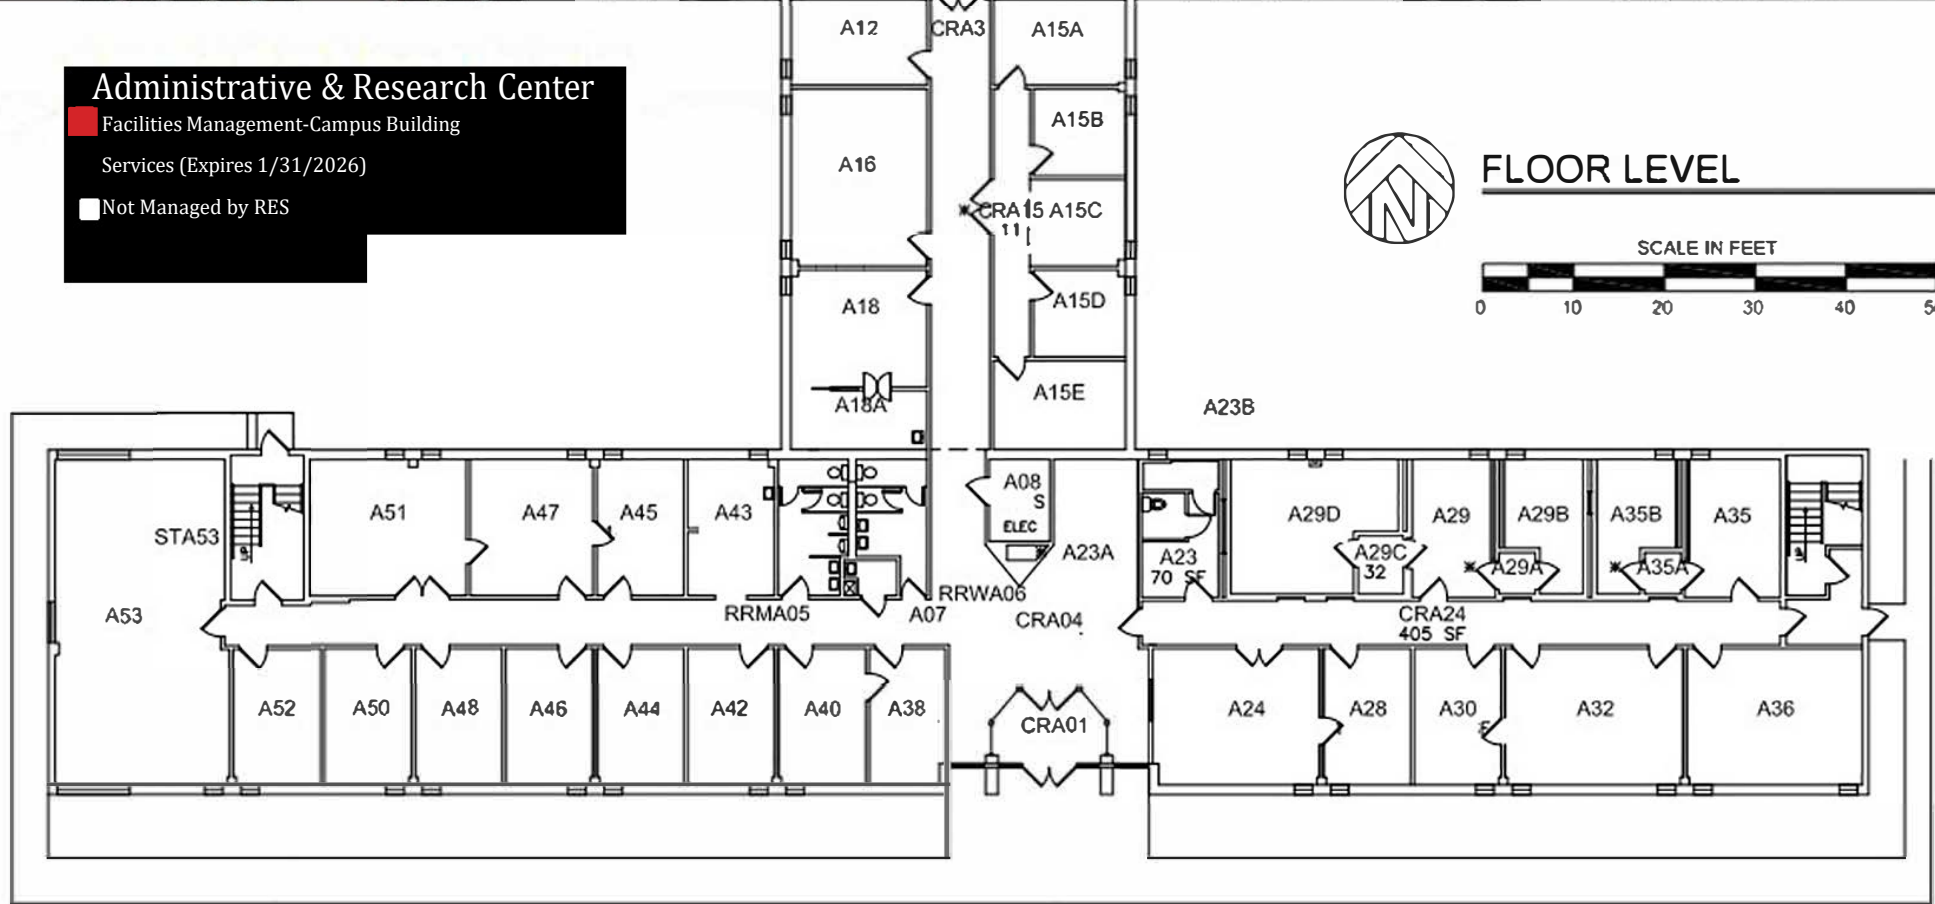 A12
CRA3
A15A
Administrative & Research Center
Facilities Management-Campus Building
Services (Expires 1/31/2026)
Not Managed by RES
A15B
A16
N
FLOOR LEVEL
CRA15
11
A15C
SCALE IN FEET
0 10 20 30 40
A18
A15D
A18A
A15E
A23B
STA53
UP
A51
A47
A45
A43
A08
S
ELEC
A23A
A23
70 SF
A29D
A29C
32
A29
A29A
A29B
A35B
A35A
A35
UP
A53
RRMA05
A07
RRWA06
CRA04
CRA24
405 SF
A52
A50
A48
A46
A44
A42
A40
A38
CRA01
A24
A28
A30
A32
A36